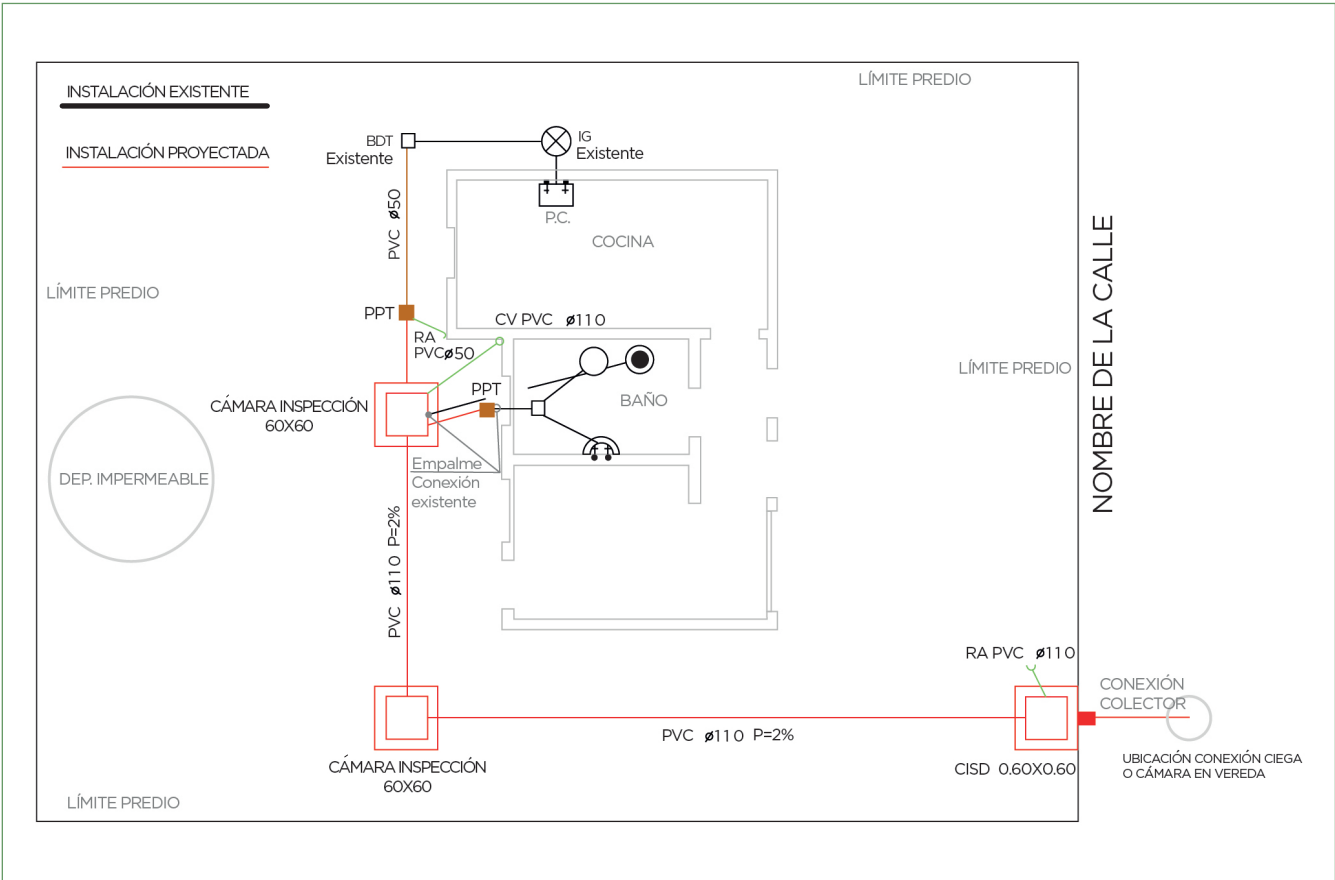 LÍMITE PREDIO
INSTALACIÓN EXISTENTE
INSTALACIÓN PROYECTADA
BDT
Existente
IG
Existente
P.C.
COCINA
PVC ø50
LÍMITE PREDIO
PPT
RA
PVCø50
CV PVC ø110
LÍMITE PREDIO
NOMBRE DE LA CALLE
PPT
BAÑO
CÁMARA INSPECCIÓN
60X60
Empalme
Conexión
existente
DEP. IMPERMEABLE
PVC ø110 P=2%
RA PVC ø110
CONEXIÓN
COLECTOR
PVC ø110 P=2%
CÁMARA INSPECCIÓN
60X60
CISD 0.60X0.60
UBICACIÓN CONEXIÓN CIEGA
O CÁMARA EN VEREDA
LÍMITE PREDIO